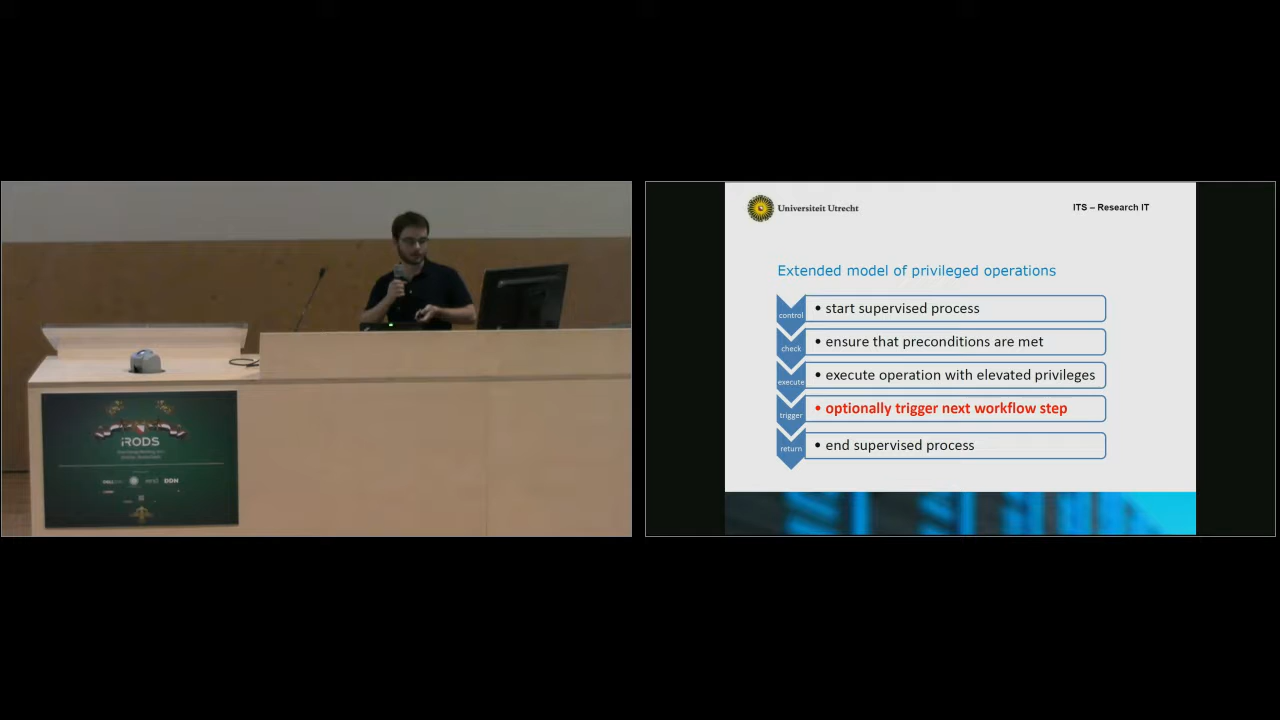 iRODS
DDN
Universiteit Utrecht
ITS – Research IT
Extended model of privileged operations
control
• start supervised process
check
• ensure that preconditions are met
execute
• execute operation with elevated privileges
trigger
• optionally trigger next workflow step
return
• end supervised process